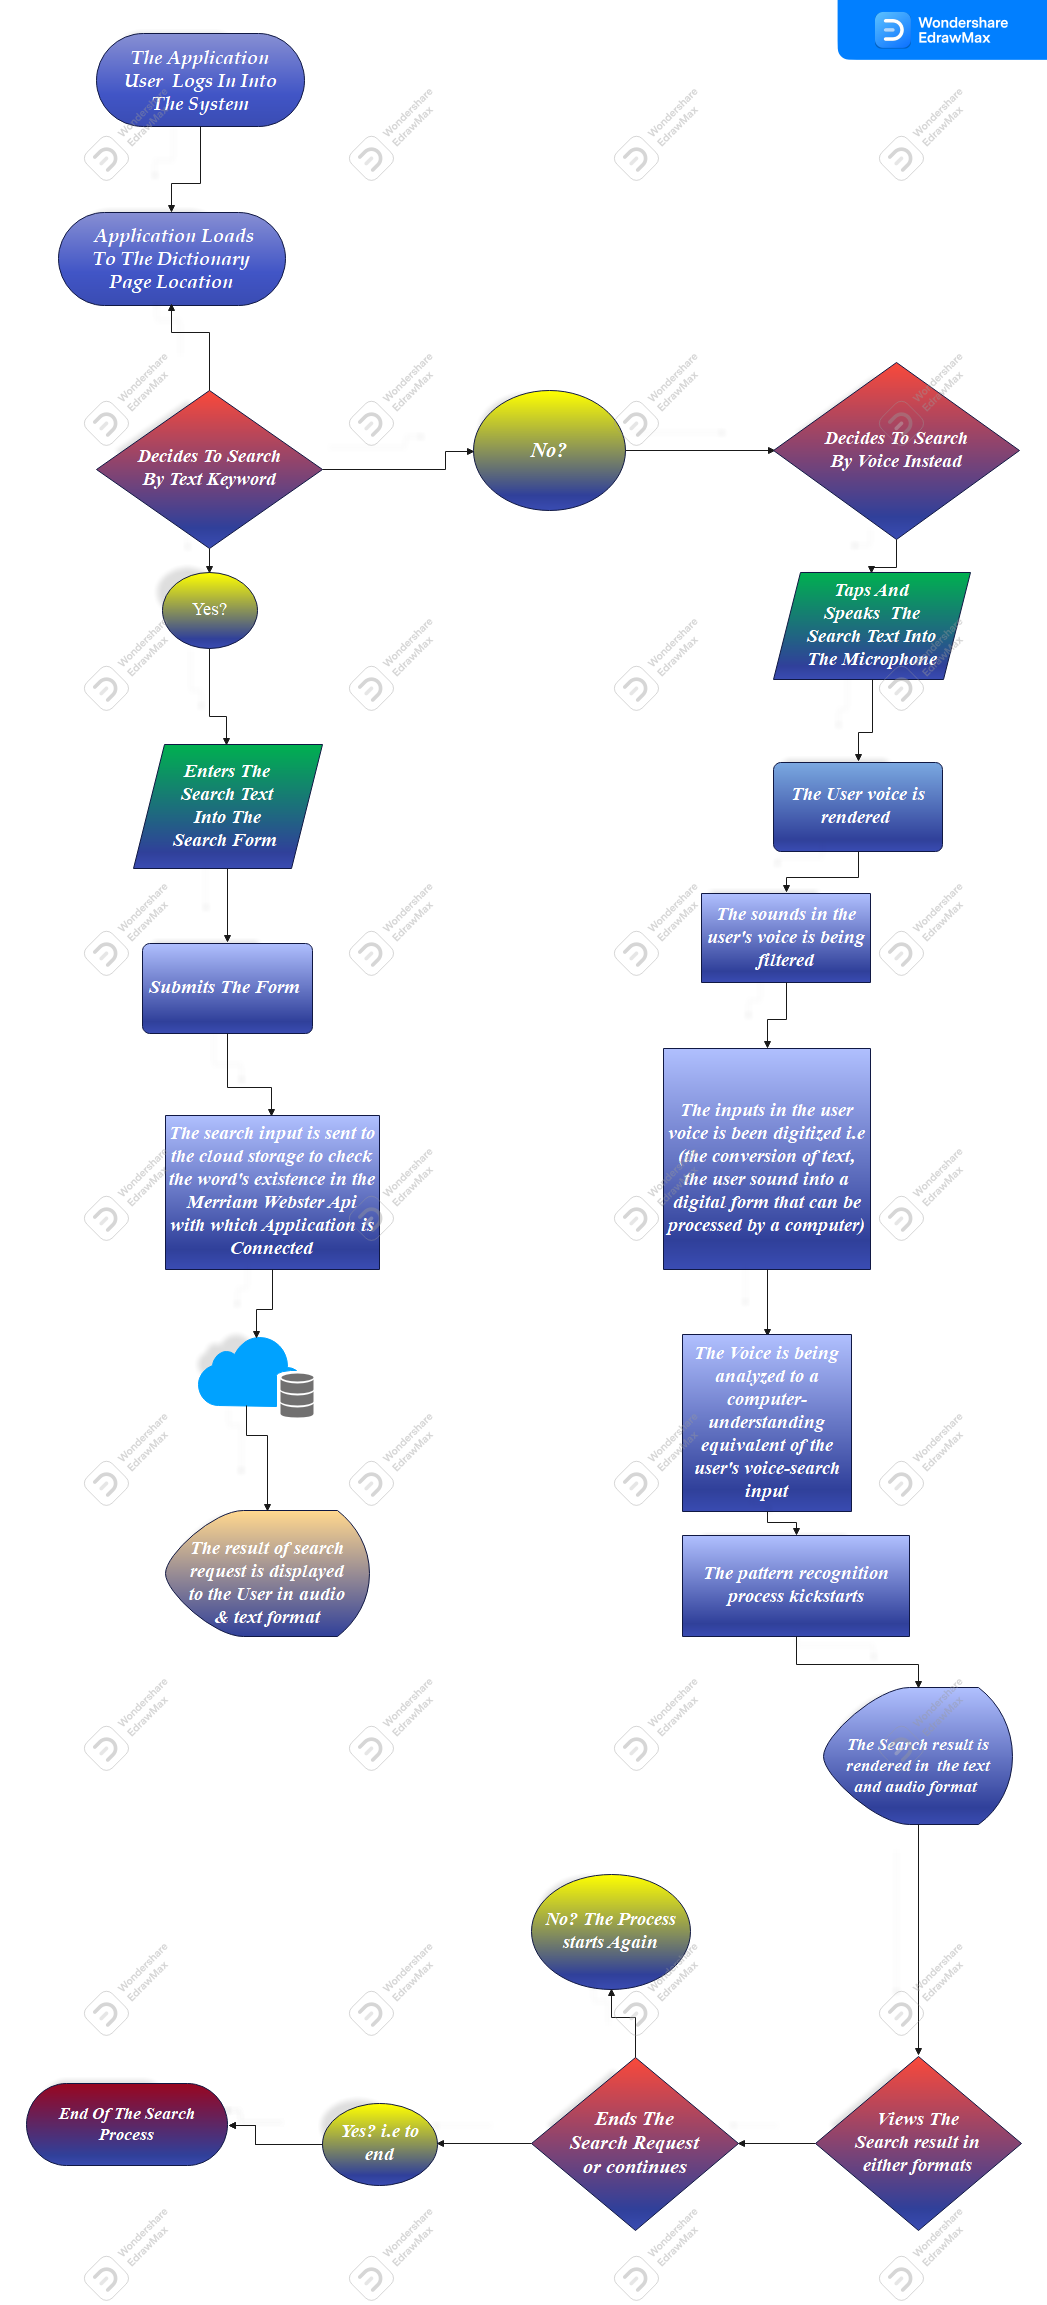 Wondershare
EdrawMax
The Application
User Logs In Into
The System
Application Loads
To The Dictionary
Page Location
Decides To Search
By Text Keyword
No?
Decides To Search
By Voice Instead
Yes?
Enters The
Search Text
Into The
Search Form
Submits The Form
The search input is sent to
the cloud storage to check
the word's existence in the
Merriam Webster Api
with which Application is
Connected
The result of search
request is displayed
to the User in audio
& text format
Taps And
Speaks The
Search Text Into
The Microphone
The User voice is
rendered
The sounds in the
user's voice is being
filtered
The inputs in the user
voice is been digitized i.e
(the conversion of text,
the user sound into a
digital form that can be
processed by a computer)
The Voice is being
analyzed to a
computer-
understanding
equivalent of the
user's voice-search
input
The pattern recognition
process kickstarts
The Search result is
rendered in the text
and audio format
Views The
Search result in
either formats
Ends The
Search Request
or continues
No? The Process
starts Again
Yes? i.e to
end
End Of The Search
Process